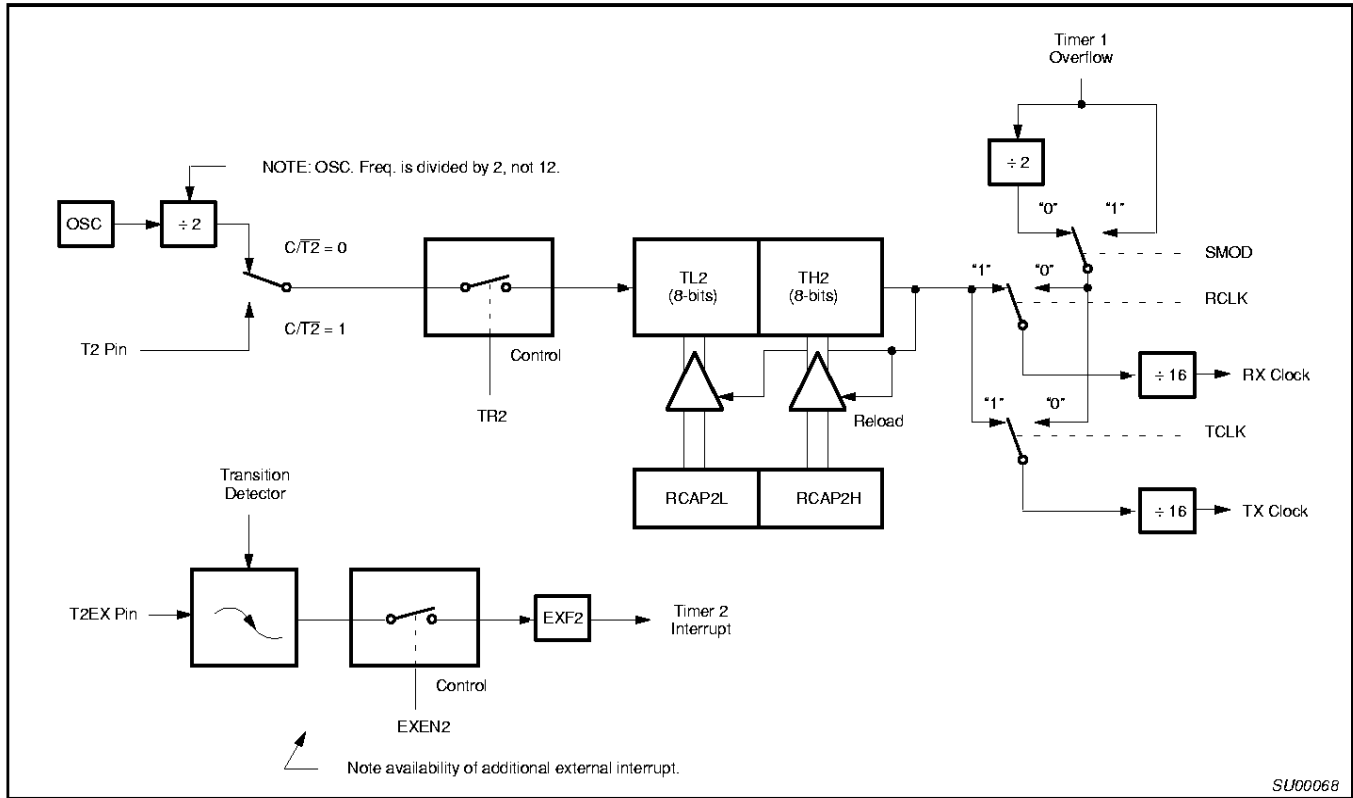 Timer 1
Overflow
÷ 2
NOTE: OSC. Freq. is divided by 2, not 12.
OSC
÷ 2
"0"
"1"
C/T2 = 0
SMOD
TL2
(8-bits)
TH2
(8-bits)
"1"
"0"
RCLK
C/T2 = 1
T2 Pin
Control
÷ 16
RX Clock
TR2
Reload
"1"
"0"
TCLK
Transition
Detector
RCAP2L
RCAP2H
÷ 16
TX Clock
T2EX Pin
EXF2
Timer 2
Interrupt
Control
EXEN2
Note availability of additional external interrupt.
SU00068